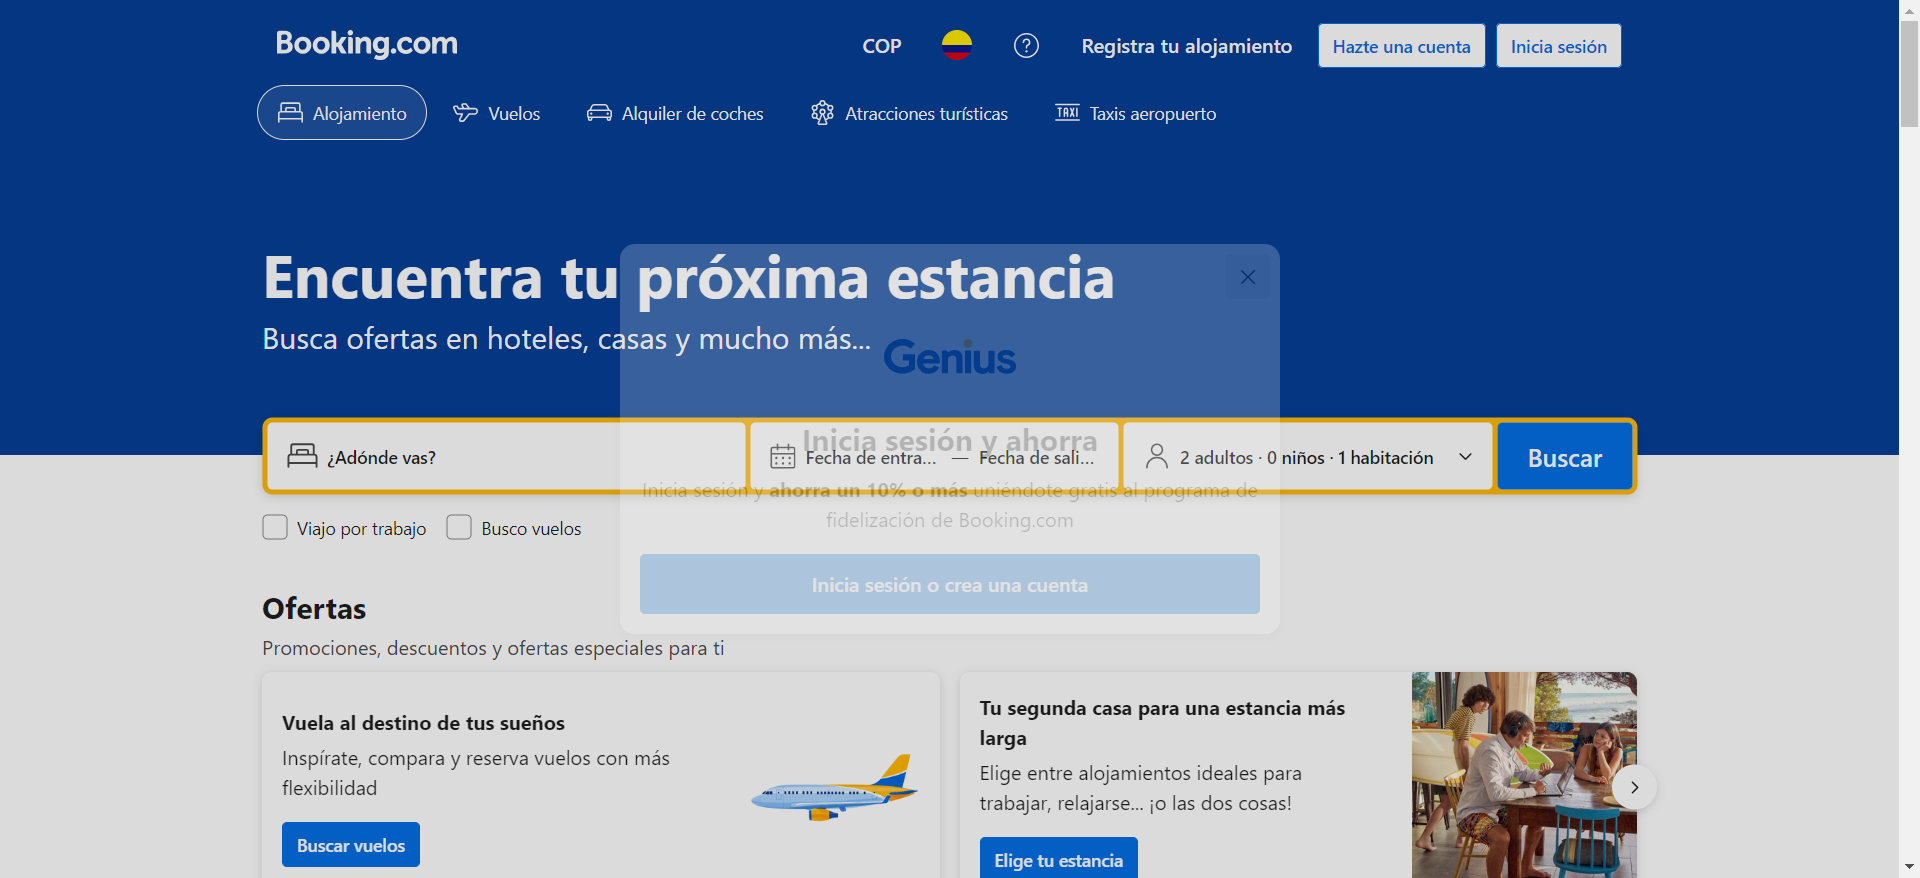 Booking.com
COP
Registra tu alojamiento
Hazte una cuenta
Inicia sesión
Alojamiento
Vuelos
Alquiler de coches
Atracciones turísticas
TAXI
Taxis aeropuerto
Encuentra tu próxima estancia
Busca ofertas en hoteles, casas y mucho más...
Genius
Inicia sesión y ahorra
¿Adónde vas?
Fecha de entra...
—
Fecha de sali...
2 adultos · 0 niños · 1 habitación
Buscar
Inicia sesión y ahorra un 10% o más uniéndote gratis al programa de
fidelización de Booking.com
Viajo por trabajo
Busco vuelos
Inicia sesión o crea una cuenta
Ofertas
Promociones, descuentos y ofertas especiales para ti
Vuela al destino de tus sueños
Inspírate, compara y reserva vuelos con más
flexibilidad
Buscar vuelos
Tu segunda casa para una estancia más
larga
Elige entre alojamientos ideales para
trabajar, relajarse... ¡o las dos cosas!
Elige tu estancia